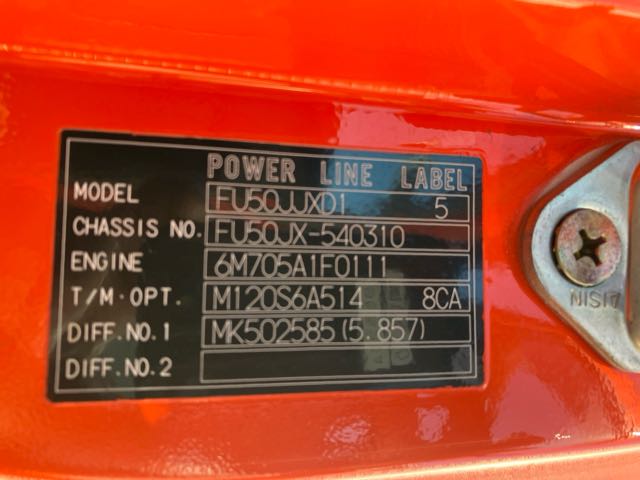 POWER LINE LABEL
MODEL FU50JJXD1 5
CHASSIS NO. FU50JX-540310
ENGINE 6M705A1F0111
T/M·OPT. M120S6A514 8CA
DIFF.NO.1 MK502585(5.857)
DIFF.NO.2
AISIN